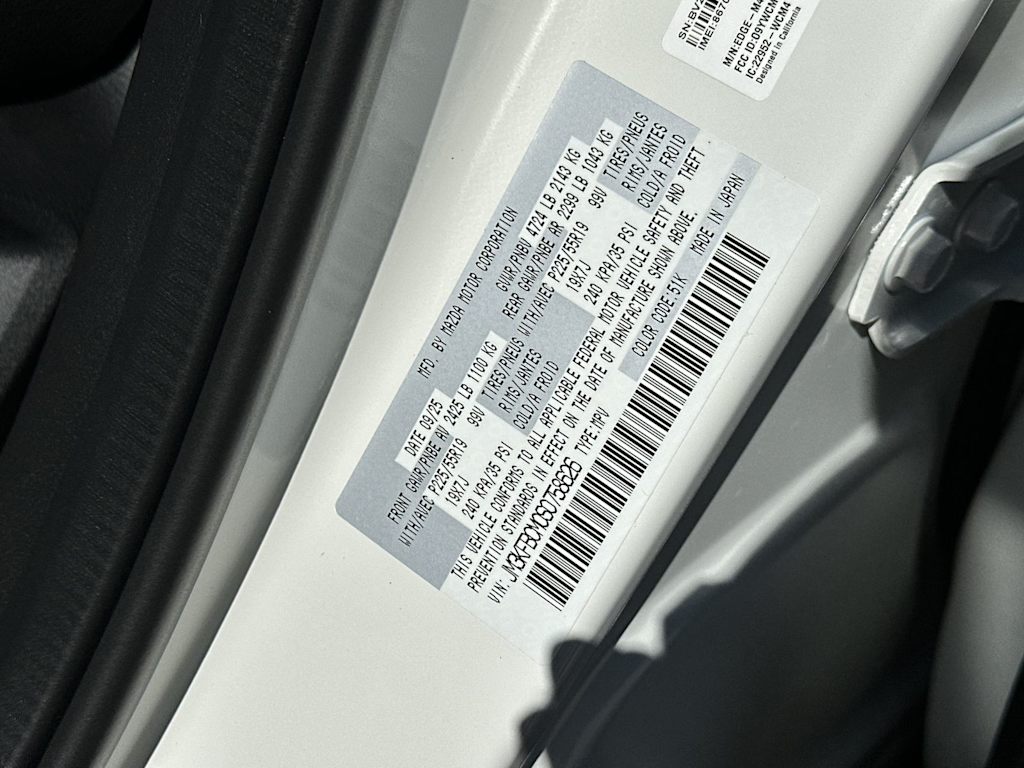 SN:BV2
IMEI:8670
M/N:EDGE-M4
FCC ID:09YWCM4
IC:22952-WCM4
Designed in California
MFD. BY MAZDA MOTOR CORPORATION
DATE 09/25
GVWR/PNBV 4724 LB 2143 KG
FRONT GAWR/PNBE AV 2425 LB 1100 KG
REAR GAWR/PNBE AR 2299 LB 1043 KG
WITH/AVEC P225/55R19 99V TIRES/PNEUS WITH/AVEC P225/55R19 99V TIRES/PNEUS
19X7J RIMS/JANTES 19X7J RIMS/JANTES
240 KPA/35 PSI COLD/A FROID 240 KPA/35 PSI COLD/A FROID
THIS VEHICLE CONFORMS TO ALL APPLICABLE FEDERAL MOTOR VEHICLE SAFETY AND THEFT
PREVENTION STANDARDS IN EFFECT ON THE DATE OF MANUFACTURE SHOWN ABOVE.
VIN: TYPE:MPV COLOR CODE:51K MADE IN JAPAN